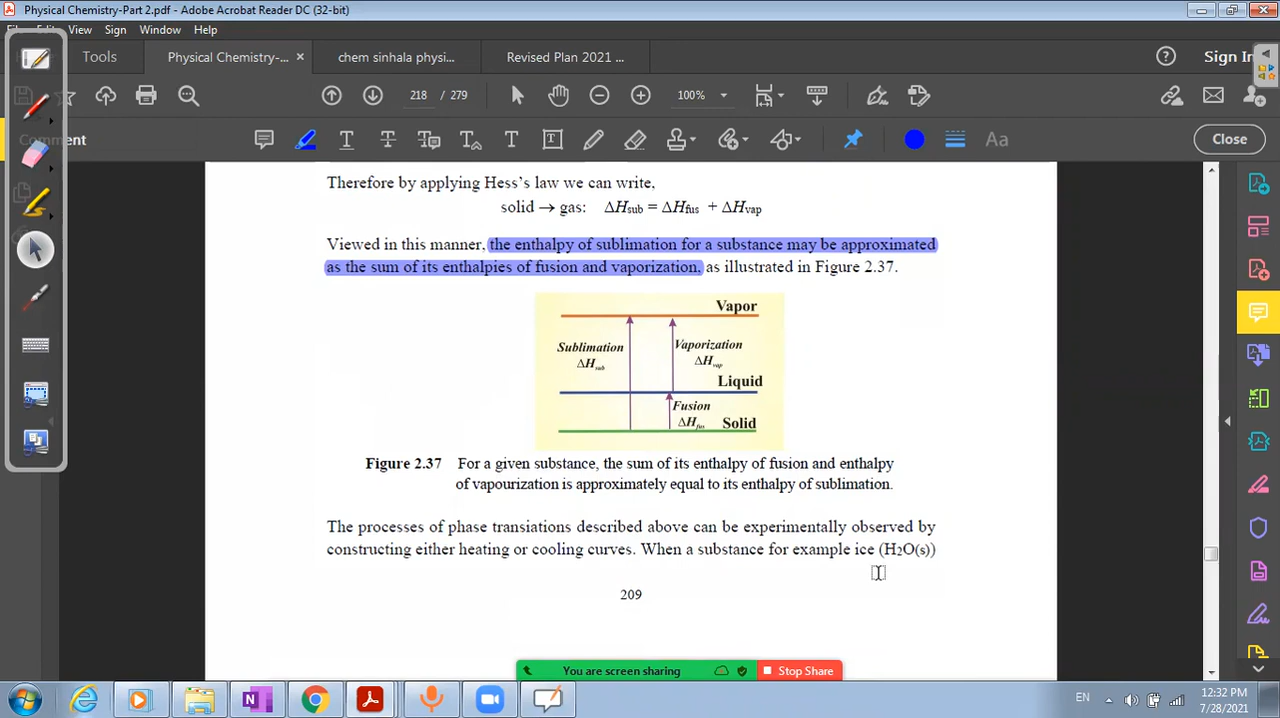 Physical Chemistry-Part 2.pdf - Adobe Acrobat Reader DC (32-bit)
View Sign Window Help
Tools Physical Chemistry-... × chem sinhala physi... Revised Plan 2021 ... Sign In
218 / 279 100%
Comment Aa Close
Therefore by applying Hess's law we can write,
solid → gas: ΔHsub = ΔHfus + ΔHvap
Viewed in this manner, the enthalpy of sublimation for a substance may be approximated
as the sum of its enthalpies of fusion and vaporization, as illustrated in Figure 2.37.
Vapor
Sublimation
ΔHsub
Vaporization
ΔHvap
Liquid
Fusion
ΔHfus
Solid
Figure 2.37 For a given substance, the sum of its enthalpy of fusion and enthalpy
of vapourization is approximately equal to its enthalpy of sublimation.
The processes of phase translations described above can be experimentally observed by
constructing either heating or cooling curves. When a substance for example ice (H2O(s))
209
You are screen sharing Stop Share
EN 12:32 PM
7/28/2021